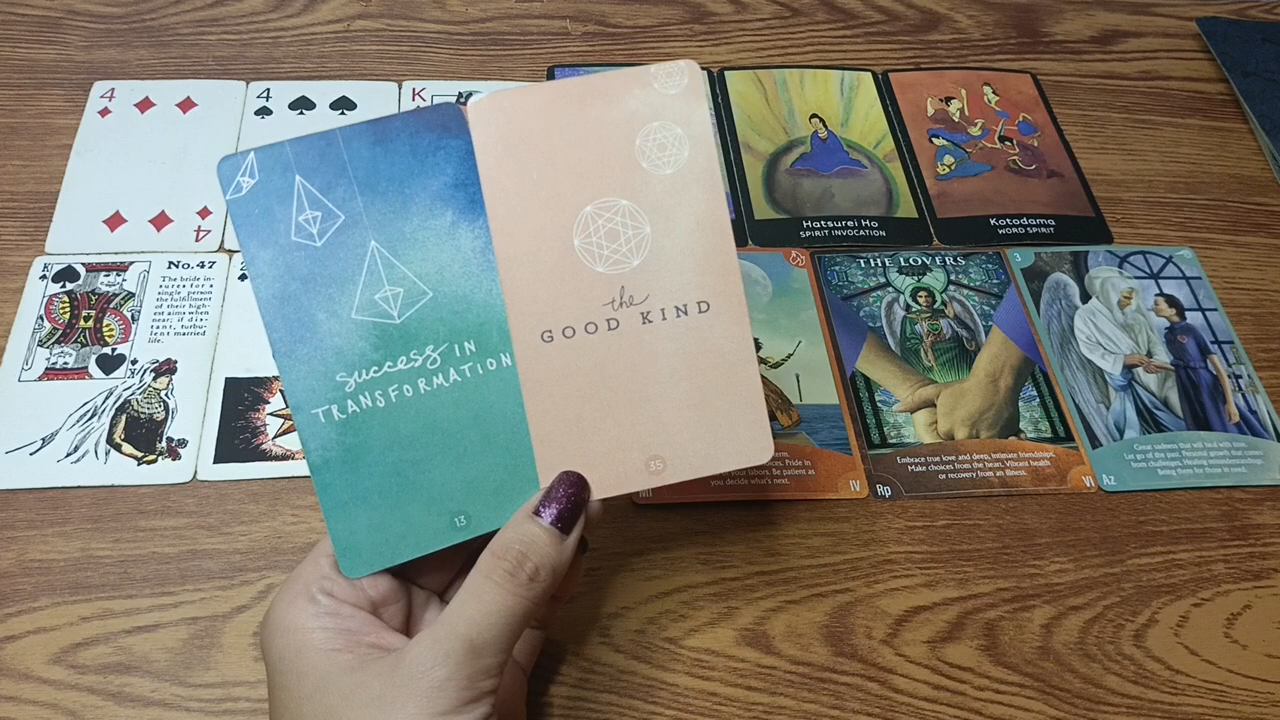 4
4
4
K
Hatsurei Ho
SPIRIT INVOCATION
Kotodama
WORD SPIRIT
success IN
TRANSFORMATION
13
the
GOOD KIND
35
K
No.47
The bride in-
sures for a
single person
the fulfillment
of their high-
est aims when
near; if dis-
tant, turbu-
lent married
life.
2
term.
Pride in
your labors. Be patient as
you decide what's next.
IV
THE LOVERS
Embrace true love and deep, intimate friendships.
Make choices from the heart. Vibrant health
or recovery from an illness.
Rp
VI
3
Great sadness that will heal with time.
Let go of the past. Personal growth that comes
from challenges. Healing misunderstandings.
Being there for those in need.
Az